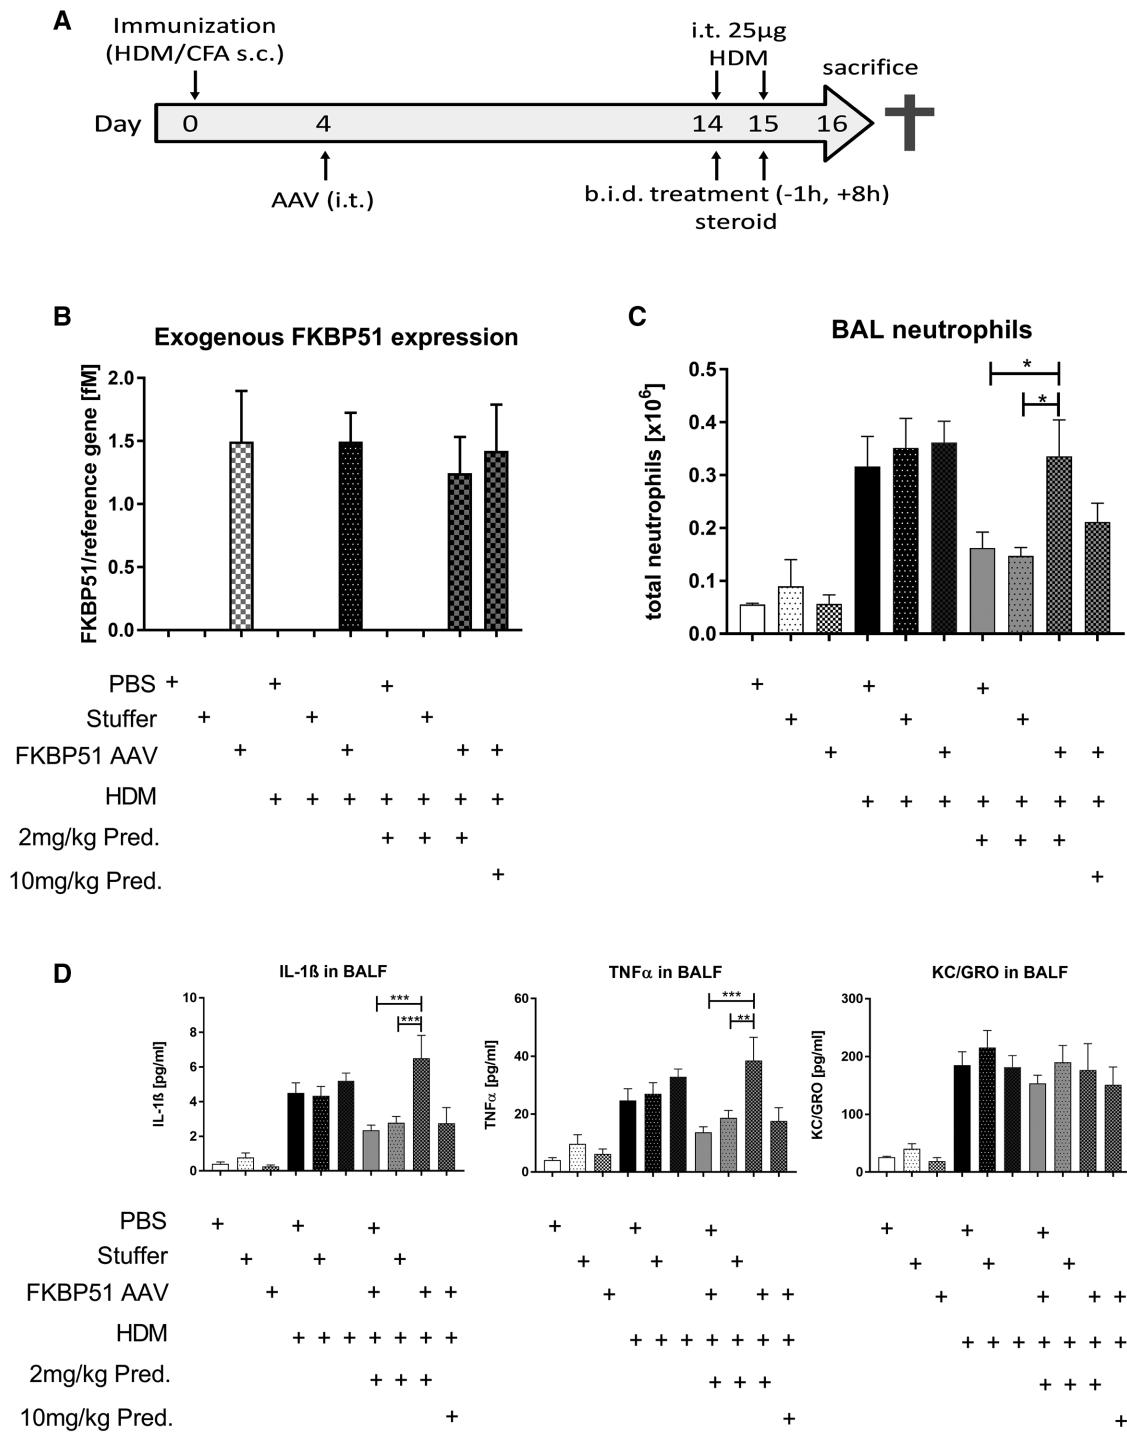 A
Immunization
(HDM/CFA s.c.)
i.t. 25µg
HDM
sacrifice
Day 0 4 14 15 16
AAV (i.t.)
b.i.d. treatment (-1h, +8h)
steroid
B
Exogenous FKBP51 expression
FKBP51/reference gene [fM]
2.0
1.5
1.0
0.5
0.0
PBS + + +
Stuffer + + +
FKBP51 AAV + + + +
HDM + + + + + + +
2mg/kg Pred. + + +
10mg/kg Pred. +
C
BAL neutrophils
total neutrophils [x10⁶]
0.5
0.4
0.3
0.2
0.1
0.0
*
*
+ + +
+ + +
+ + + +
+ + + + + + +
+ + +
+
D
IL-1ß in BALF
IL-1ß [pg/ml]
10
8
6
4
2
0
***
***
TNFα in BALF
TNFα [pg/ml]
60
40
20
0
***
**
KC/GRO in BALF
KC/GRO [pg/ml]
300
200
100
0
PBS + + + + + + + + +
Stuffer + + + + + + + + +
FKBP51 AAV + + + + + + + + + + +
HDM + + + + + + + + + + + + + + + + + + + + +
2mg/kg Pred. + + + + + + + + +
10mg/kg Pred. + + +